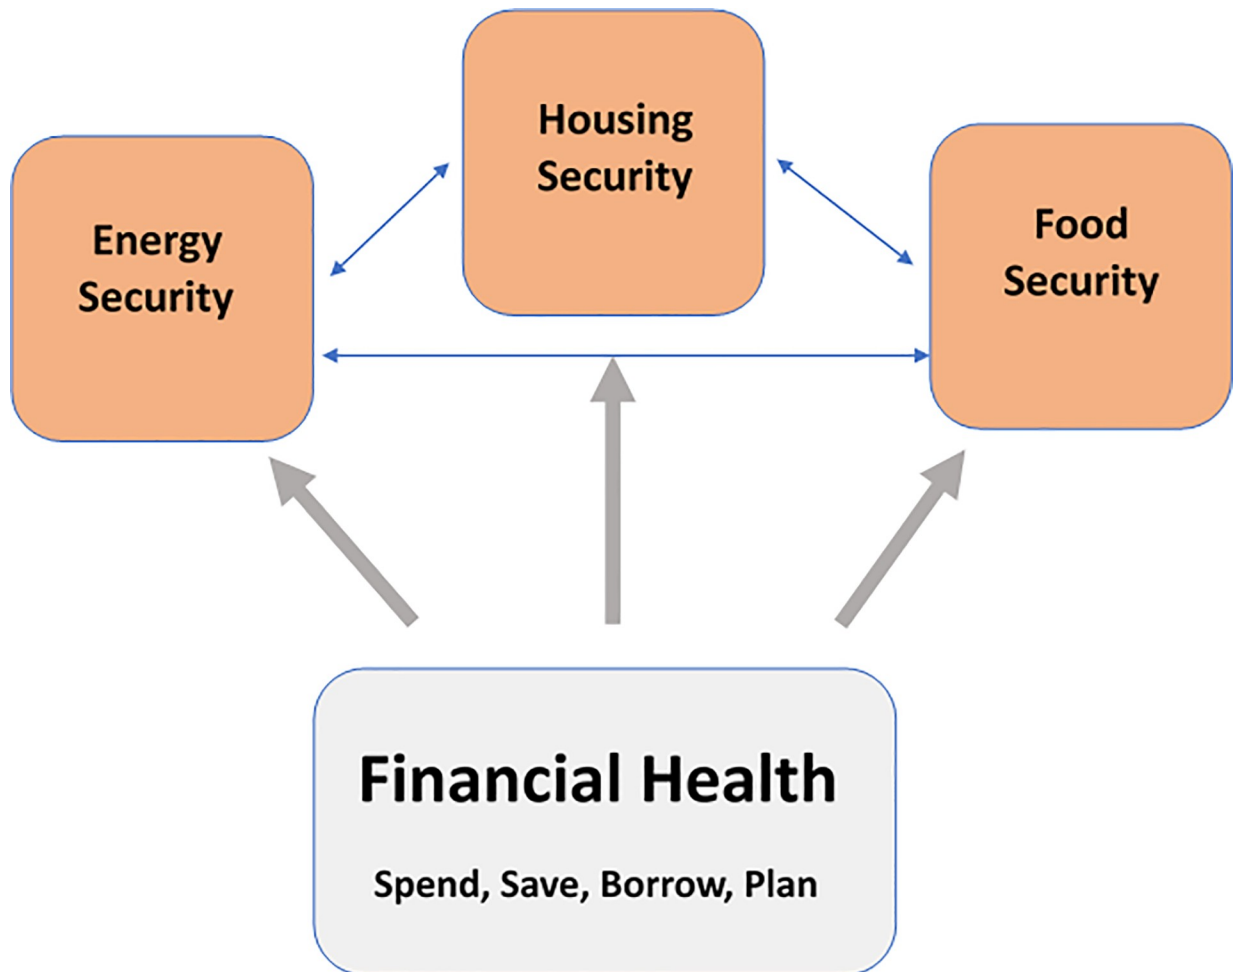 Housing
Security
Energy
Security
Food
Security
Financial Health
Spend, Save, Borrow, Plan